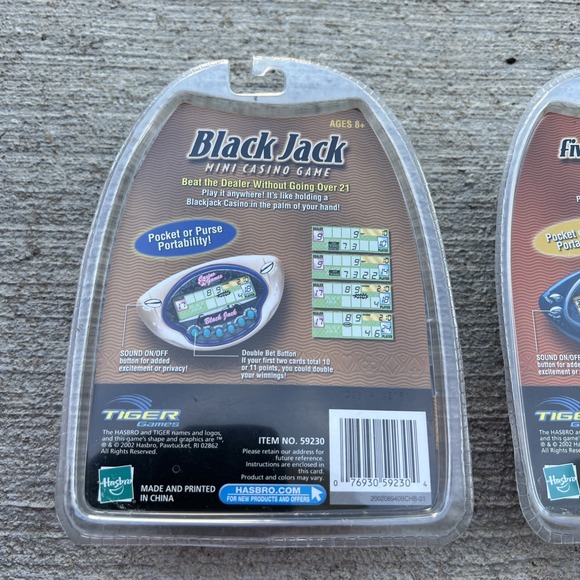 AGES 8+
Black Jack
MINI CASINO GAME
Beat the Dealer Without Going Over 21
Play it anywhere! It's like holding a
Blackjack Casino in the palm of your hand!
Pocket or Purse
Portability!
Black Jack
SOUND ON/OFF
button for added
excitement or privacy!
Double Bet Button
If your first two cards total 10
or 11 points, you could double
your winnings!
TIGER
Games
The HASBRO and TIGER names and logos,
and this game's shape and graphics are ™,
® & © 2002 Hasbro, Pawtucket, RI 02862
All Rights Reserved.
Hasbro
MADE AND PRINTED
IN CHINA
ITEM NO. 59230
Please retain our address for
future reference.
Instructions are enclosed in
this card.
Product and colors may vary.
HASBRO.COM
FOR NEW PRODUCTS AND OFFERS
0 76930 59230 4
Pocket
Porta
SOUND ON/OFF
button for adde
excitement or p
TIG
G
The HASBRO and
and this game's
® & © 2002 Hasb
All Rights Reserve
Hasbro
MAD
IN C